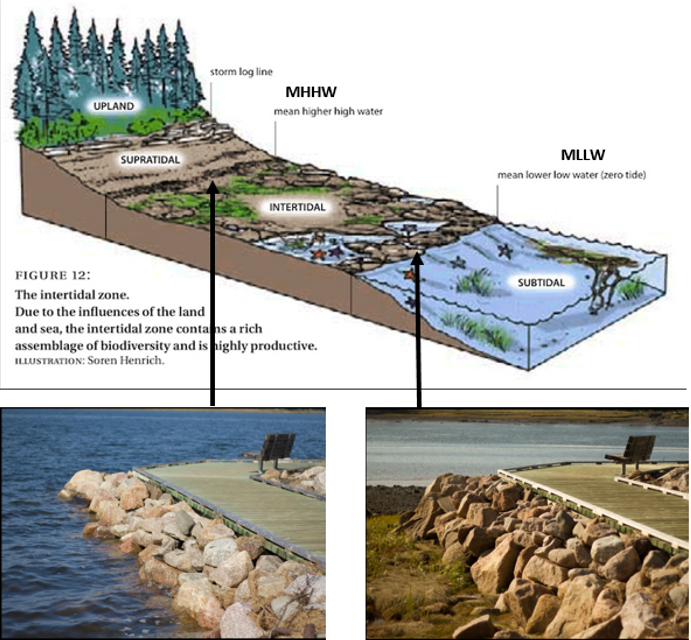 storm log line
MHHW
mean higher high water
UPLAND
SUPRATIDAL
MLLW
mean lower low water (zero tide)
INTERTIDAL
SUBTIDAL
FIGURE 12:
The intertidal zone.
Due to the influences of the land
and sea, the intertidal zone contains a rich
assemblage of biodiversity and is highly productive.
ILLUSTRATION: Soren Henrich.